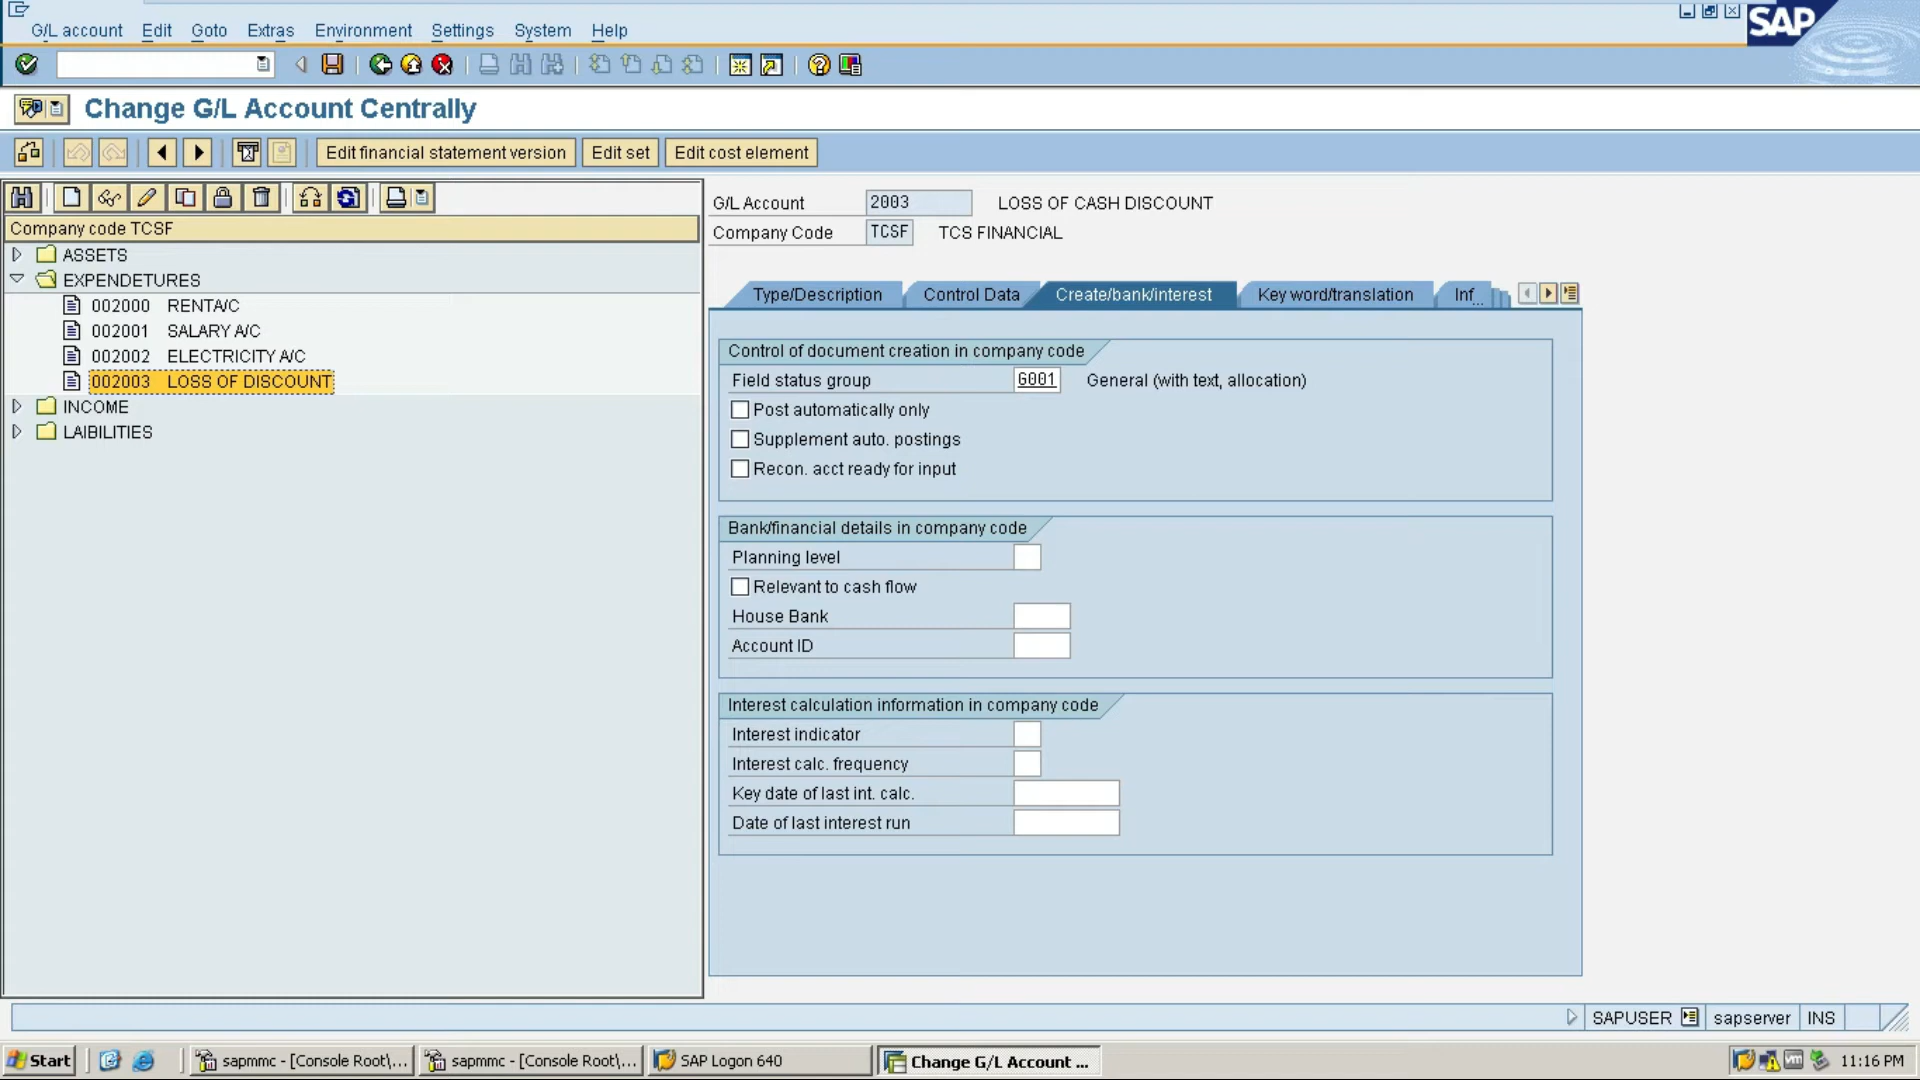 G/L account Edit Goto Extras Environment Settings System Help
SAP
Change G/L Account Centrally
Edit financial statement version Edit set Edit cost element
Company code TCSF
ASSETS
EXPENDETURES
002000 RENTA/C
002001 SALARY A/C
002002 ELECTRICITY A/C
002003 LOSS OF DISCOUNT
INCOME
LAIBILITIES
G/L Account 2003 LOSS OF CASH DISCOUNT
Company Code TCSF TCS FINANCIAL
Type/Description Control Data Create/bank/interest Key word/translation Inf...
Control of document creation in company code
Field status group G001 General (with text, allocation)
Post automatically only
Supplement auto. postings
Recon. acct ready for input
Bank/financial details in company code
Planning level
Relevant to cash flow
House Bank
Account ID
Interest calculation information in company code
Interest indicator
Interest calc. frequency
Key date of last int. calc.
Date of last interest run
SAPUSER sapserver INS
Start sapmmc - [Console Root\... sapmmc - [Console Root\... SAP Logon 640 Change G/L Account ... 11:16 PM